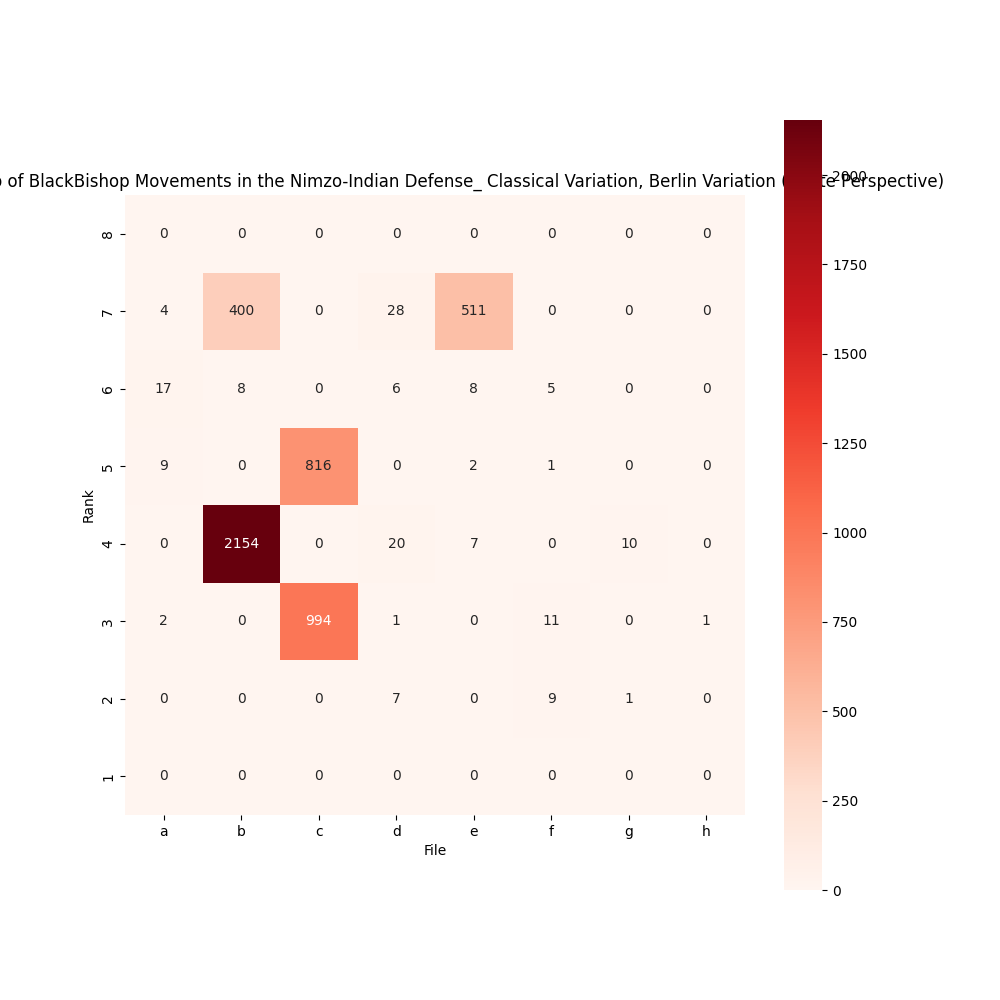 of BlackBishop Movements in the Nimzo-Indian Defense_ Classical Variation, Berlin Variation ( Perspective)
2000
8 0 0 0 0 0 0 0 0
1750
7 4 400 0 28 511 0 0 0
1500
6 17 8 0 6 8 5 0 0
1250
5 9 0 816 0 2 1 0 0
Rank
1000
4 0 2154 0 20 7 0 10 0
750
3 2 0 994 1 0 11 0 1
500
2 0 0 0 7 0 9 1 0
250
1 0 0 0 0 0 0 0 0
a b c d e f g h
File
0